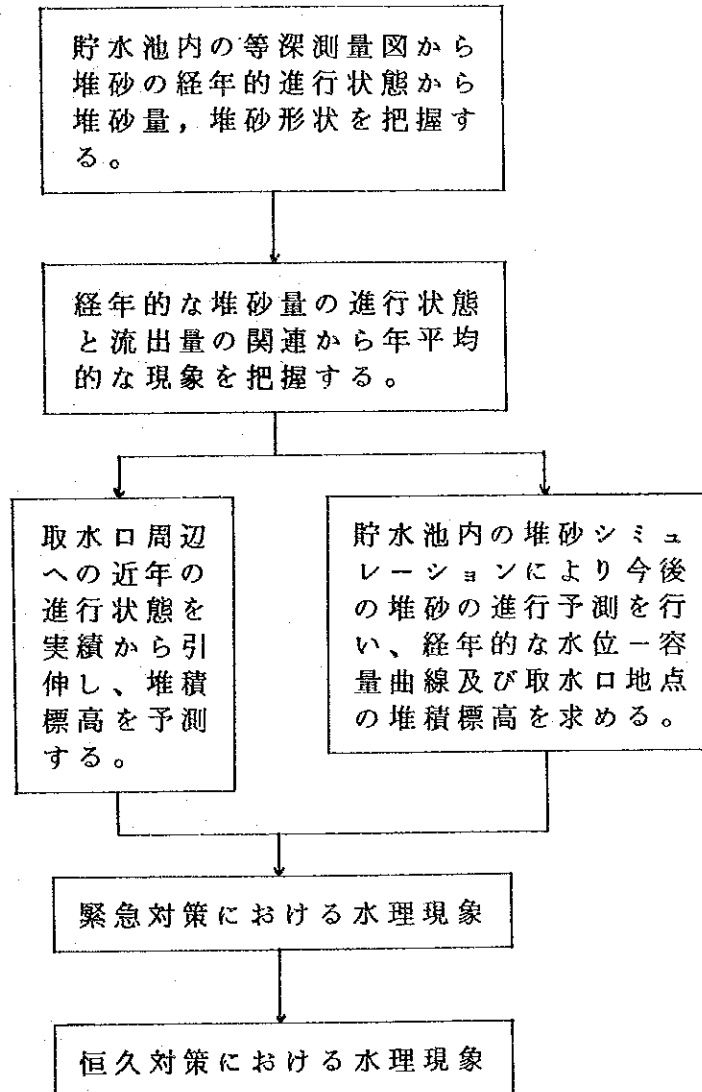 貯水池内の等深測量図から
堆砂の経年的進行状態から
堆砂量，堆砂形状を把握す
る。
経年的な堆砂量の進行状態
と流出量の関連から年平均
的な現象を把握する。
取水口周辺
への近年の
進行状態を
実績から引
伸し、堆積
標高を予測
する。
貯水池内の堆砂シミュ
レーションにより今後
の堆砂の進行予測を行
い、経年的な水位－容
量曲線及び取水口地点
の堆積標高を求める。
緊急対策における水理現象
恒久対策における水理現象